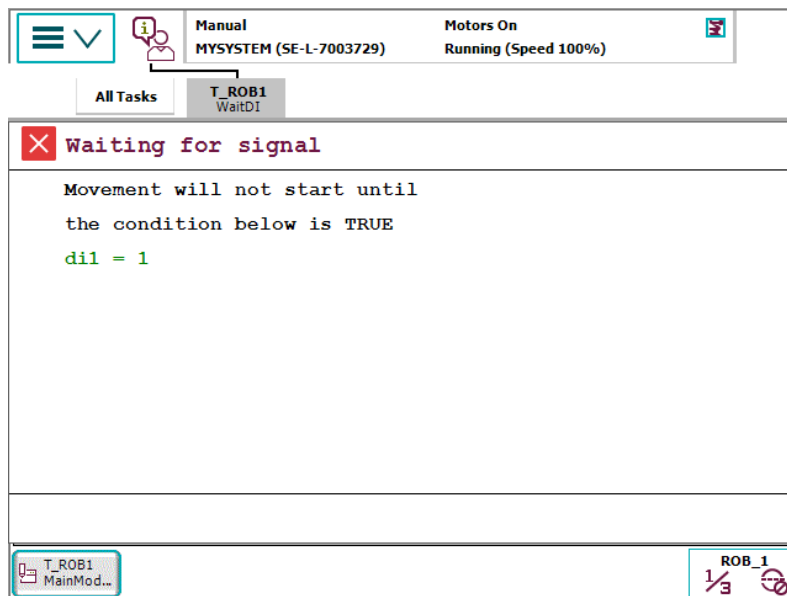 Manual
MYSYSTEM (SE-L-7003729)
Motors On
Running (Speed 100%)
All Tasks
T_ROB1
WaitDI
Waiting for signal
Movement will not start until
the condition below is TRUE
di1 = 1
T_ROB1
MainMod...
ROB_1
1/3